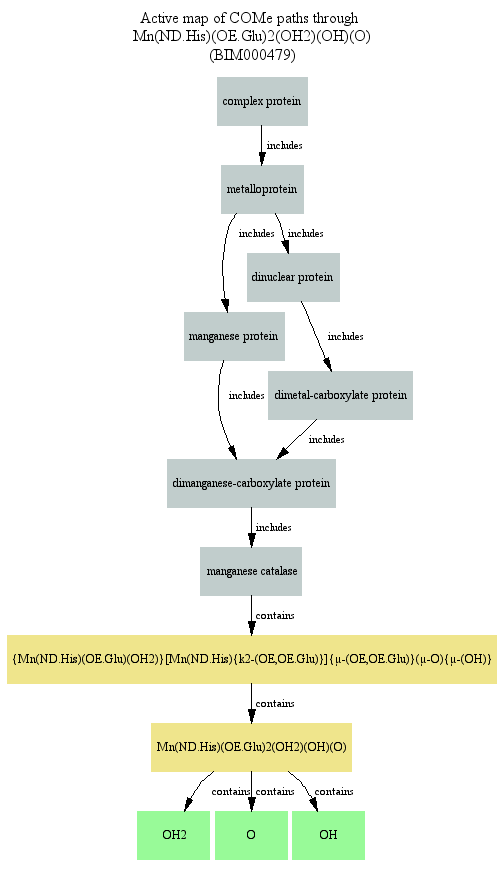 Active map of COMe paths through
Mn(ND.His)(OE.Glu)2(OH2)(OH)(O)
(BIM000479)
complex protein
includes
metalloprotein
includes
includes
dinuclear protein
manganese protein
includes
dimetal-carboxylate protein
includes
includes
dimanganese-carboxylate protein
includes
manganese catalase
contains
{Mn(ND.His)(OE.Glu)(OH2)}[Mn(ND.His){k2-(OE,OE.Glu)}]{μ-(OE,OE.Glu)}(μ-O){μ-(OH)}
contains
Mn(ND.His)(OE.Glu)2(OH2)(OH)(O)
contains
contains
contains
OH2
O
OH